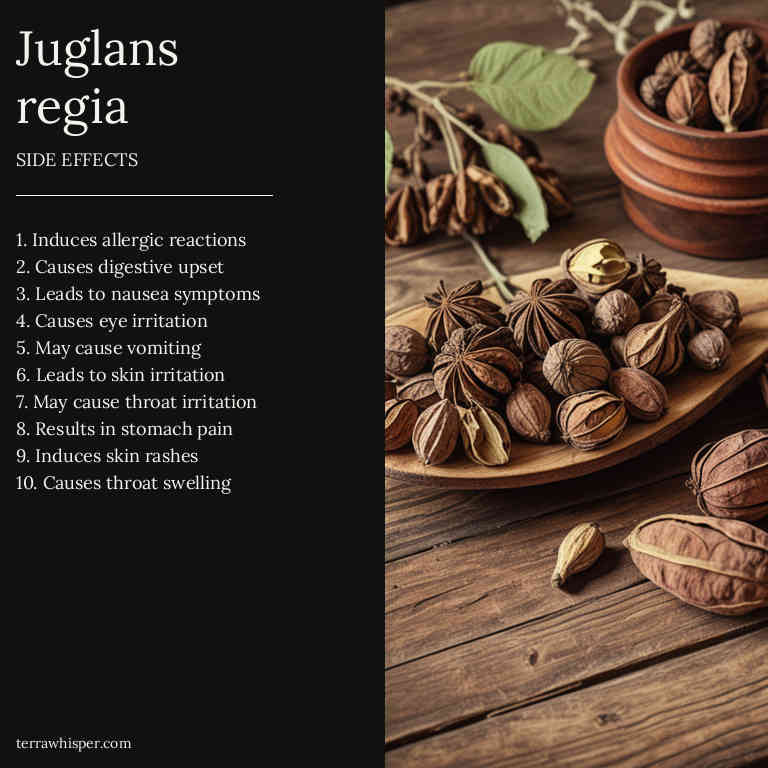 Juglans
regia
SIDE EFFECTS
1. Induces allergic reactions
2. Causes digestive upset
3. Leads to nausea symptoms
4. Causes eye irritation
5. May cause vomiting
6. Leads to skin irritation
7. May cause throat irritation
8. Results in stomach pain
9. Induces skin rashes
10. Causes throat swelling
terrawhisper.com